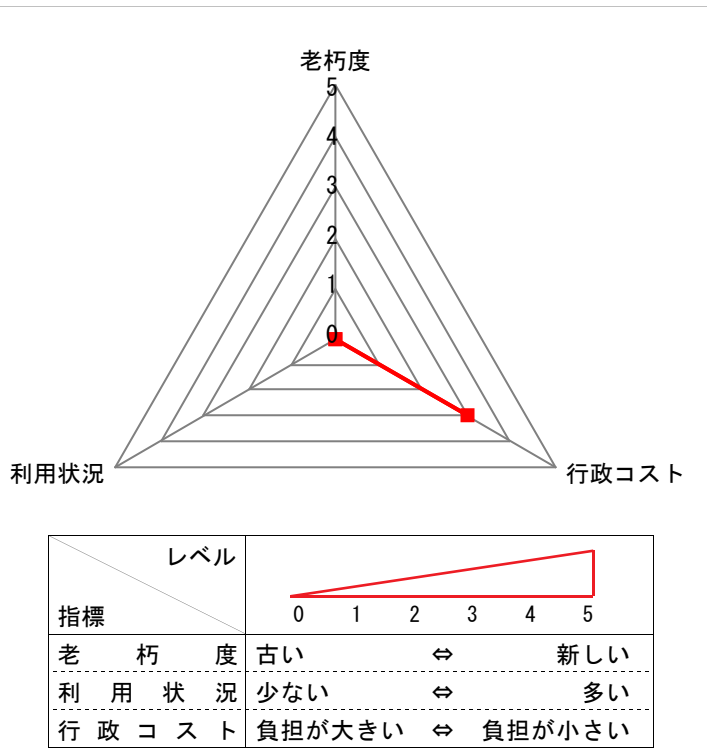 老朽度
5
4
3
2
1
0
利用状況
行政コスト
レベル
指標
0 1 2 3 4 5
老朽度 古い ⇔ 新しい
利用状況 少ない ⇔ 多い
行政コスト 負担が大きい ⇔ 負担が小さい